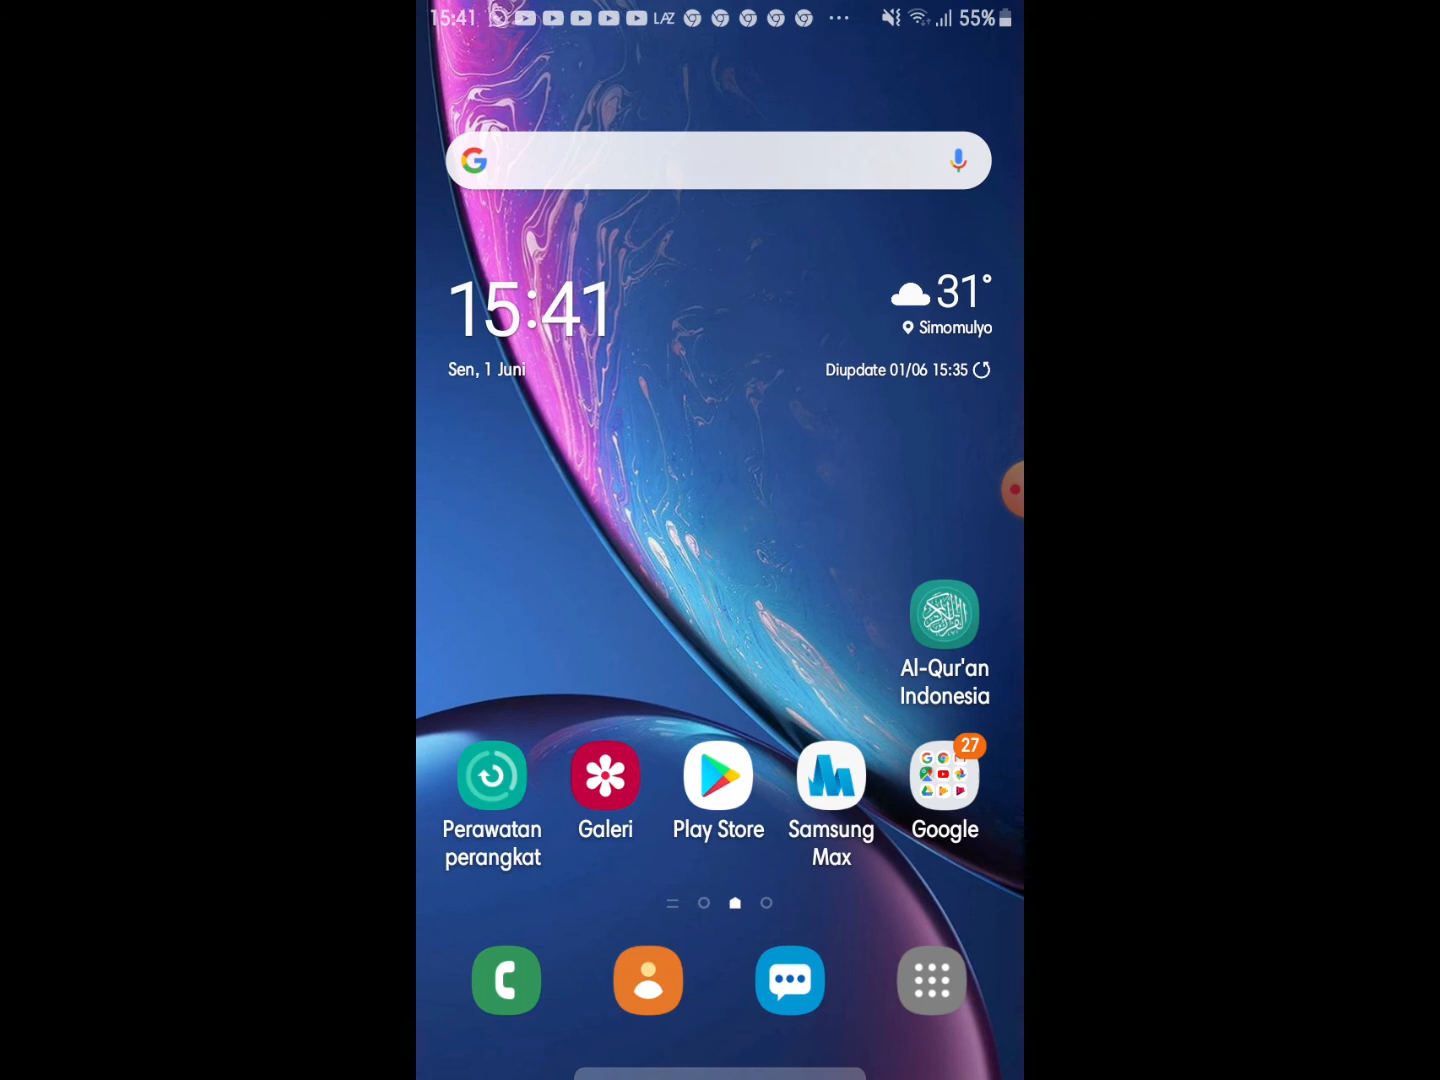 15:41 LAZ 55%
15:41
31°
Simomulyo
Sen, 1 Juni
Diupdate 01/06 15:35
Al-Qur'an
Indonesia
27
Perawatan
perangkat
Galeri
Play Store
Samsung
Max
Google